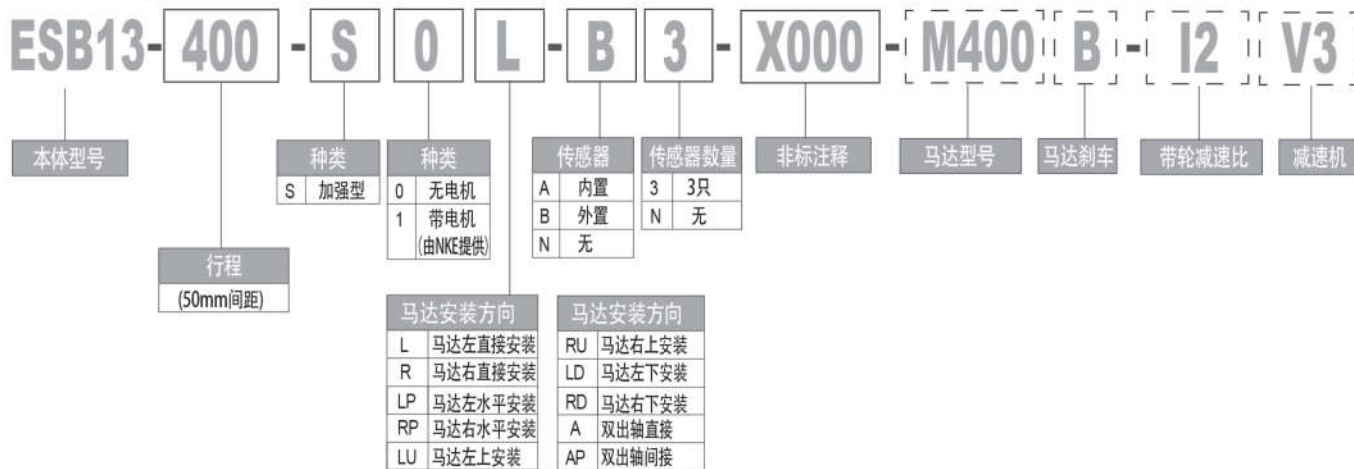 ESB13-400-S0L-B3-X000-M400B-I2V3
本体型号
行程
(50mm间距)
种类
S 加强型
种类
0 无电机
1 带电机
(由NKE提供)
传感器
A 内置
B 外置
N 无
传感器数量
3 3只
N 无
非标注释
马达型号
马达刹车
带轮减速比
减速机
马达安装方向
L 马达左直接安装
R 马达右直接安装
LP 马达左水平安装
RP 马达右水平安装
LU 马达左上安装
马达安装方向
RU 马达右上安装
LD 马达左下安装
RD 马达右下安装
A 双出轴直接
AP 双出轴间接